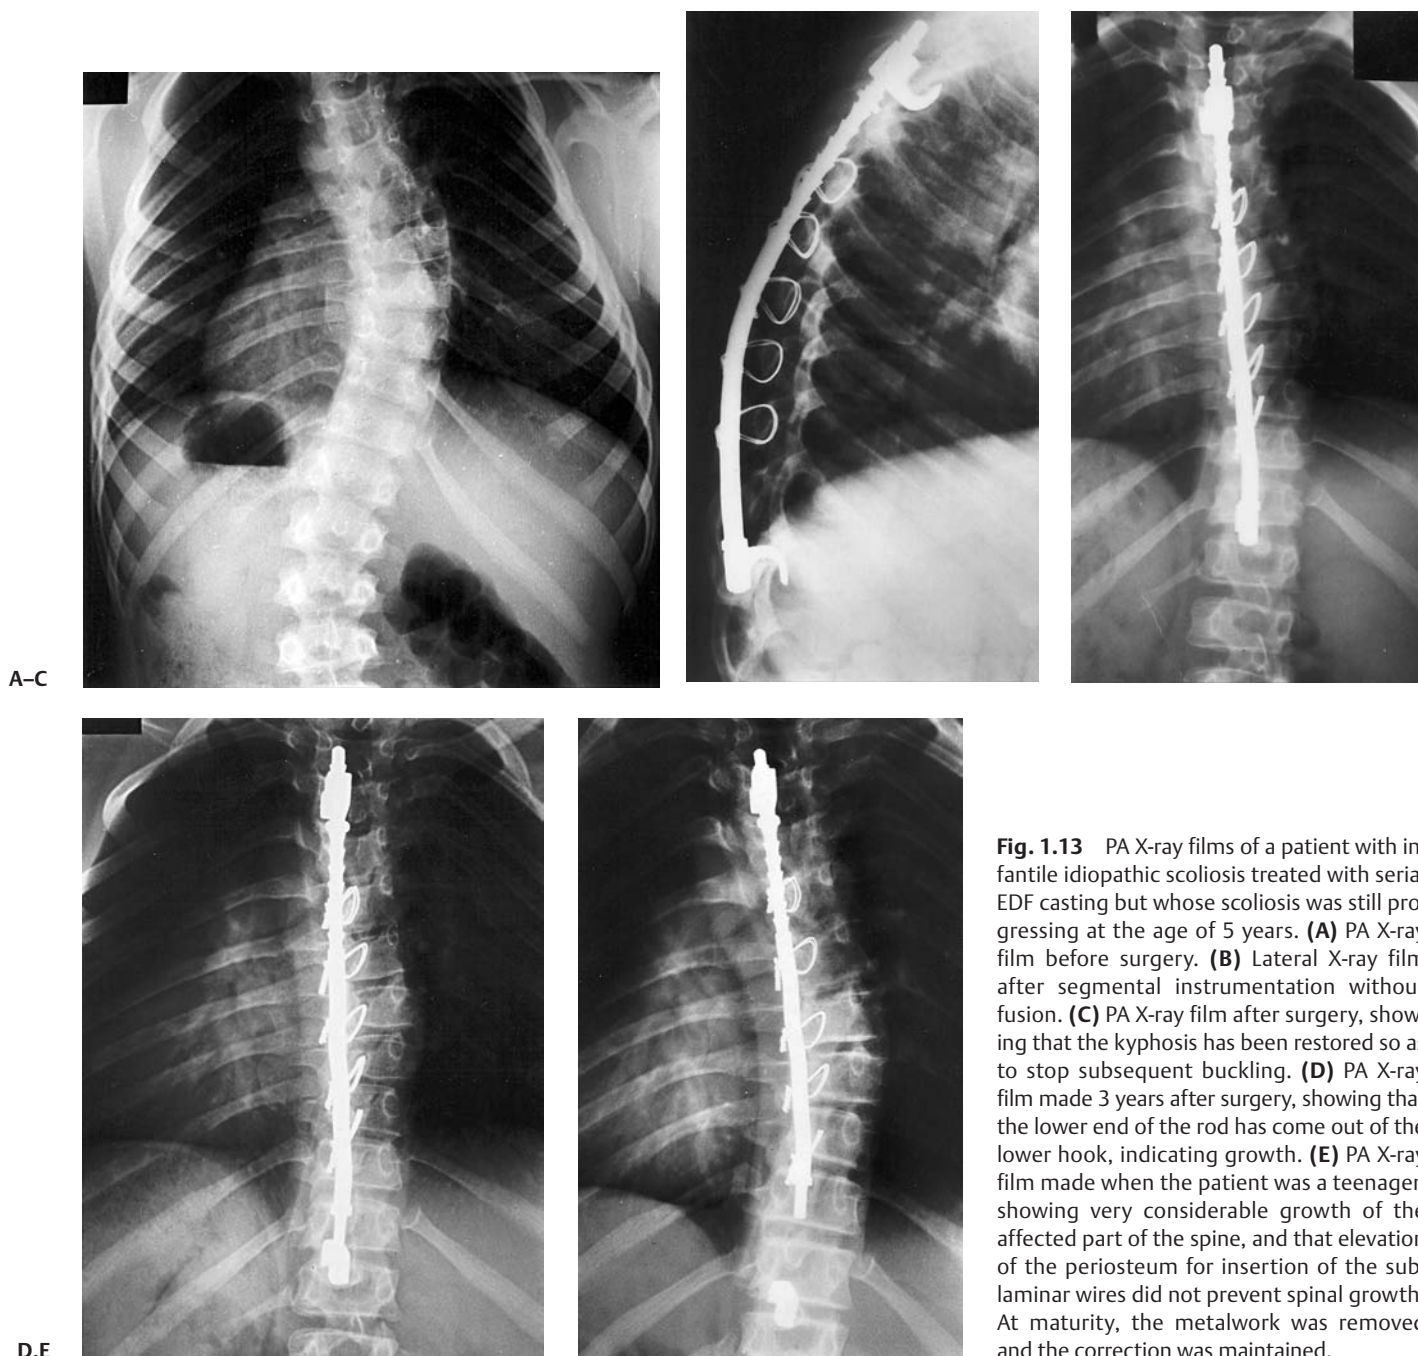 A–C
D,E
Fig. 1.13 PA X-ray films of a patient with in
fantile idiopathic scoliosis treated with seria
EDF casting but whose scoliosis was still pro
gressing at the age of 5 years. (A) PA X-ray
film before surgery. (B) Lateral X-ray film
after segmental instrumentation without
fusion. (C) PA X-ray film after surgery, show
ing that the kyphosis has been restored so as
to stop subsequent buckling. (D) PA X-ray
film made 3 years after surgery, showing tha
the lower end of the rod has come out of the
lower hook, indicating growth. (E) PA X-ray
film made when the patient was a teenager
showing very considerable growth of the
affected part of the spine, and that elevation
of the periosteum for insertion of the sub
laminar wires did not prevent spinal growth
At maturity, the metalwork was removed
and the correction was maintained.